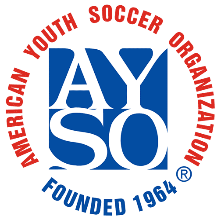 AMERICAN YOUTH SOCCER ORGANIZATION
AY
SO
®
FOUNDED 1964